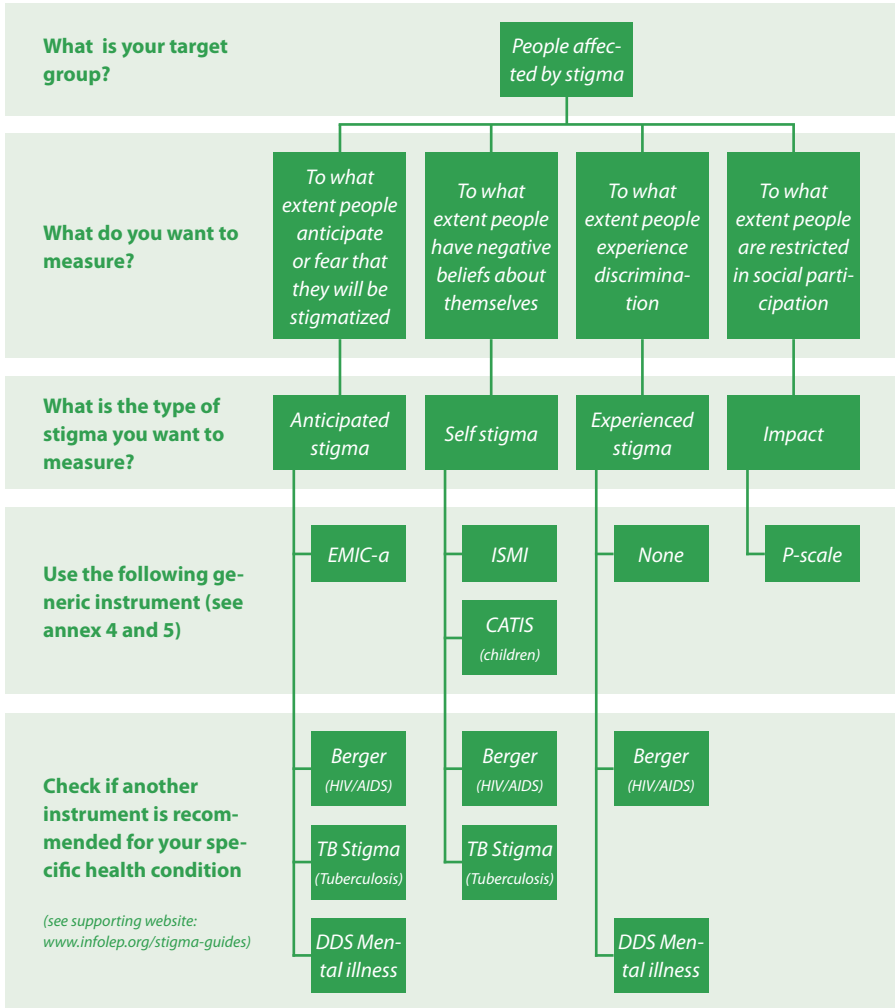 What is your target
group?
People affec-
ted by stigma
What do you want to
measure?
To what
extent people
anticipate
or fear that
they will be
stigmatized
To what
extent people
have negative
beliefs about
themselves
To what
extent people
experience
discrimina-
tion
To what
extent people
are restricted
in social parti-
cipation
What is the type of
stigma you want to
measure?
Anticipated
stigma
Self stigma
Experienced
stigma
Impact
Use the following ge-
neric instrument (see
annex 4 and 5)
EMIC-a
ISMI
None
P-scale
CATIS
(children)
Check if another
instrument is recom-
mended for your spe-
cific health condition
(see supporting website:
www.infolep.org/stigma-guides)
Berger
(HIV/AIDS)
Berger
(HIV/AIDS)
Berger
(HIV/AIDS)
TB Stigma
(Tuberculosis)
TB Stigma
(Tuberculosis)
DDS Men-
tal illness
DDS Men-
tal illness